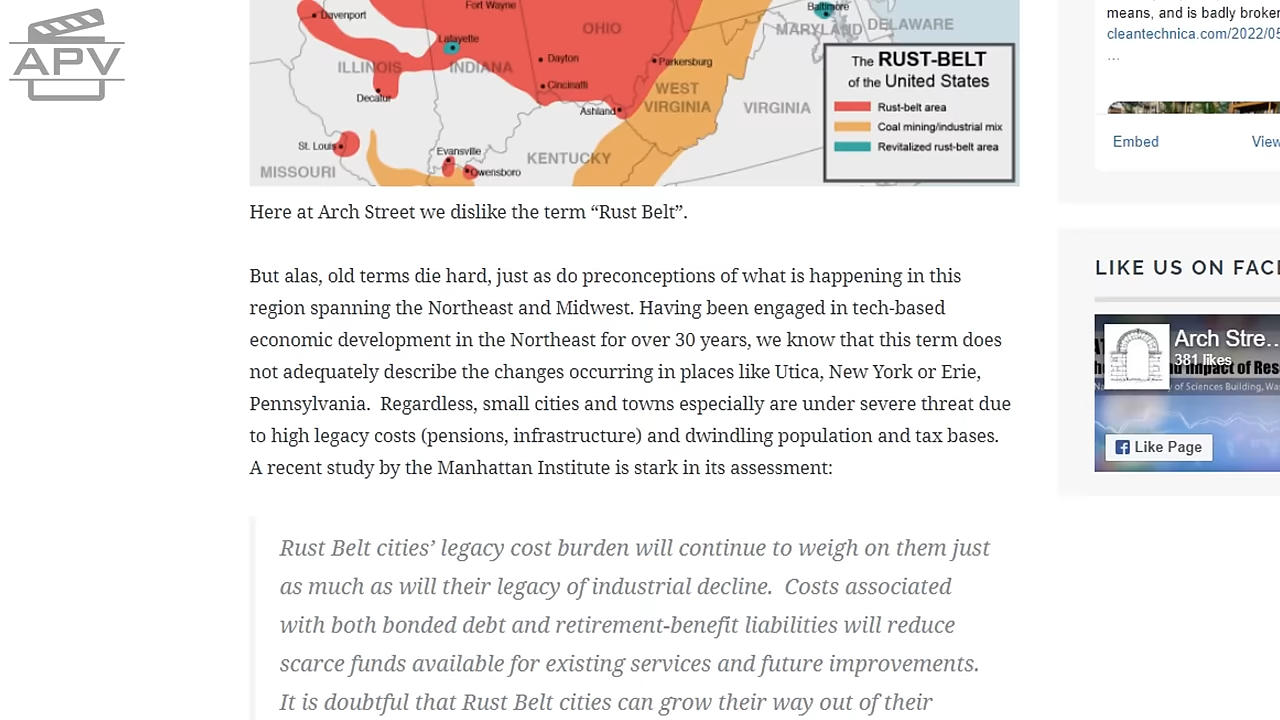 APV
Davenport
Fort Wayne
Lafayette
OHIO
ILLINOIS
INDIANA
Dayton
Cincinatti
Decatur
Parkersburg
WEST
VIRGINIA
Ashland
VIRGINIA
St. Louis
Evansville
KENTUCKY
MISSOURI
Owensboro
Baltimore
MARYLAND
DELAWARE
The RUST-BELT
of the United States
Rust-belt area
Coal mining/industrial mix
Revitalized rust-belt area
Here at Arch Street we dislike the term “Rust Belt”.
But alas, old terms die hard, just as do preconceptions of what is happening in this
region spanning the Northeast and Midwest. Having been engaged in tech-based
economic development in the Northeast for over 30 years, we know that this term does
not adequately describe the changes occurring in places like Utica, New York or Erie,
Pennsylvania.  Regardless, small cities and towns especially are under severe threat due
to high legacy costs (pensions, infrastructure) and dwindling population and tax bases.
A recent study by the Manhattan Institute is stark in its assessment:
Rust Belt cities’ legacy cost burden will continue to weigh on them just
as much as will their legacy of industrial decline.  Costs associated
with both bonded debt and retirement-benefit liabilities will reduce
scarce funds available for existing services and future improvements.
It is doubtful that Rust Belt cities can grow their way out of their
means, and is badly broken
cleantechnica.com/2022/05
...
Embed
View
LIKE US ON FAC
Arch Stre...
381 likes
nd Impact of Res
of Sciences Building, Wa
Like Page